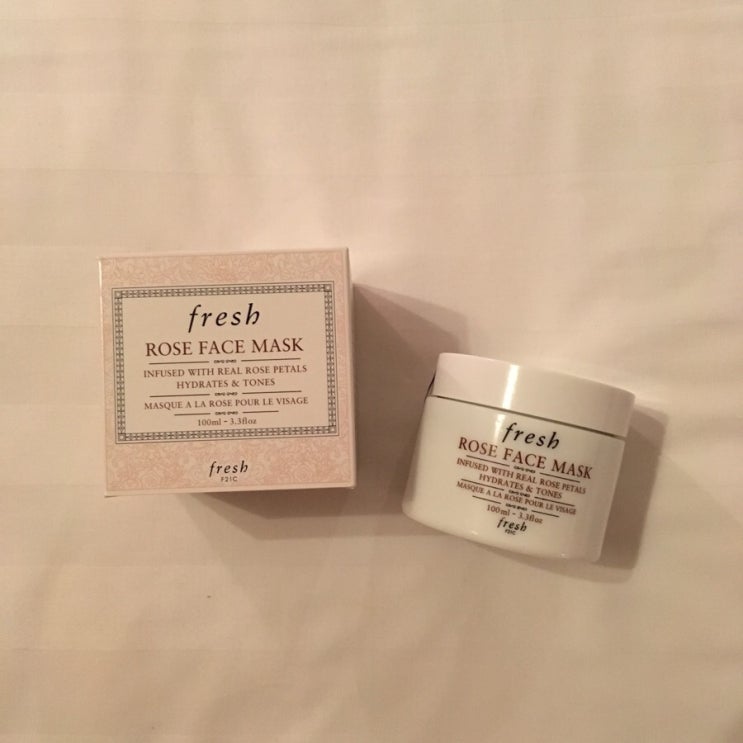 fresh
ROSE FACE MASK
INFUSED WITH REAL ROSE PETALS
HYDRATES & TONES
MASQUE A LA ROSE POUR LE VISAGE
100ml - 3.3floz
fresh
F21C
fresh
ROSE FACE MASK
INFUSED WITH REAL ROSE PETALS
HYDRATES & TONES
MASQUE A LA ROSE POUR LE VISAGE
100ml - 3.3floz
fresh
F21C